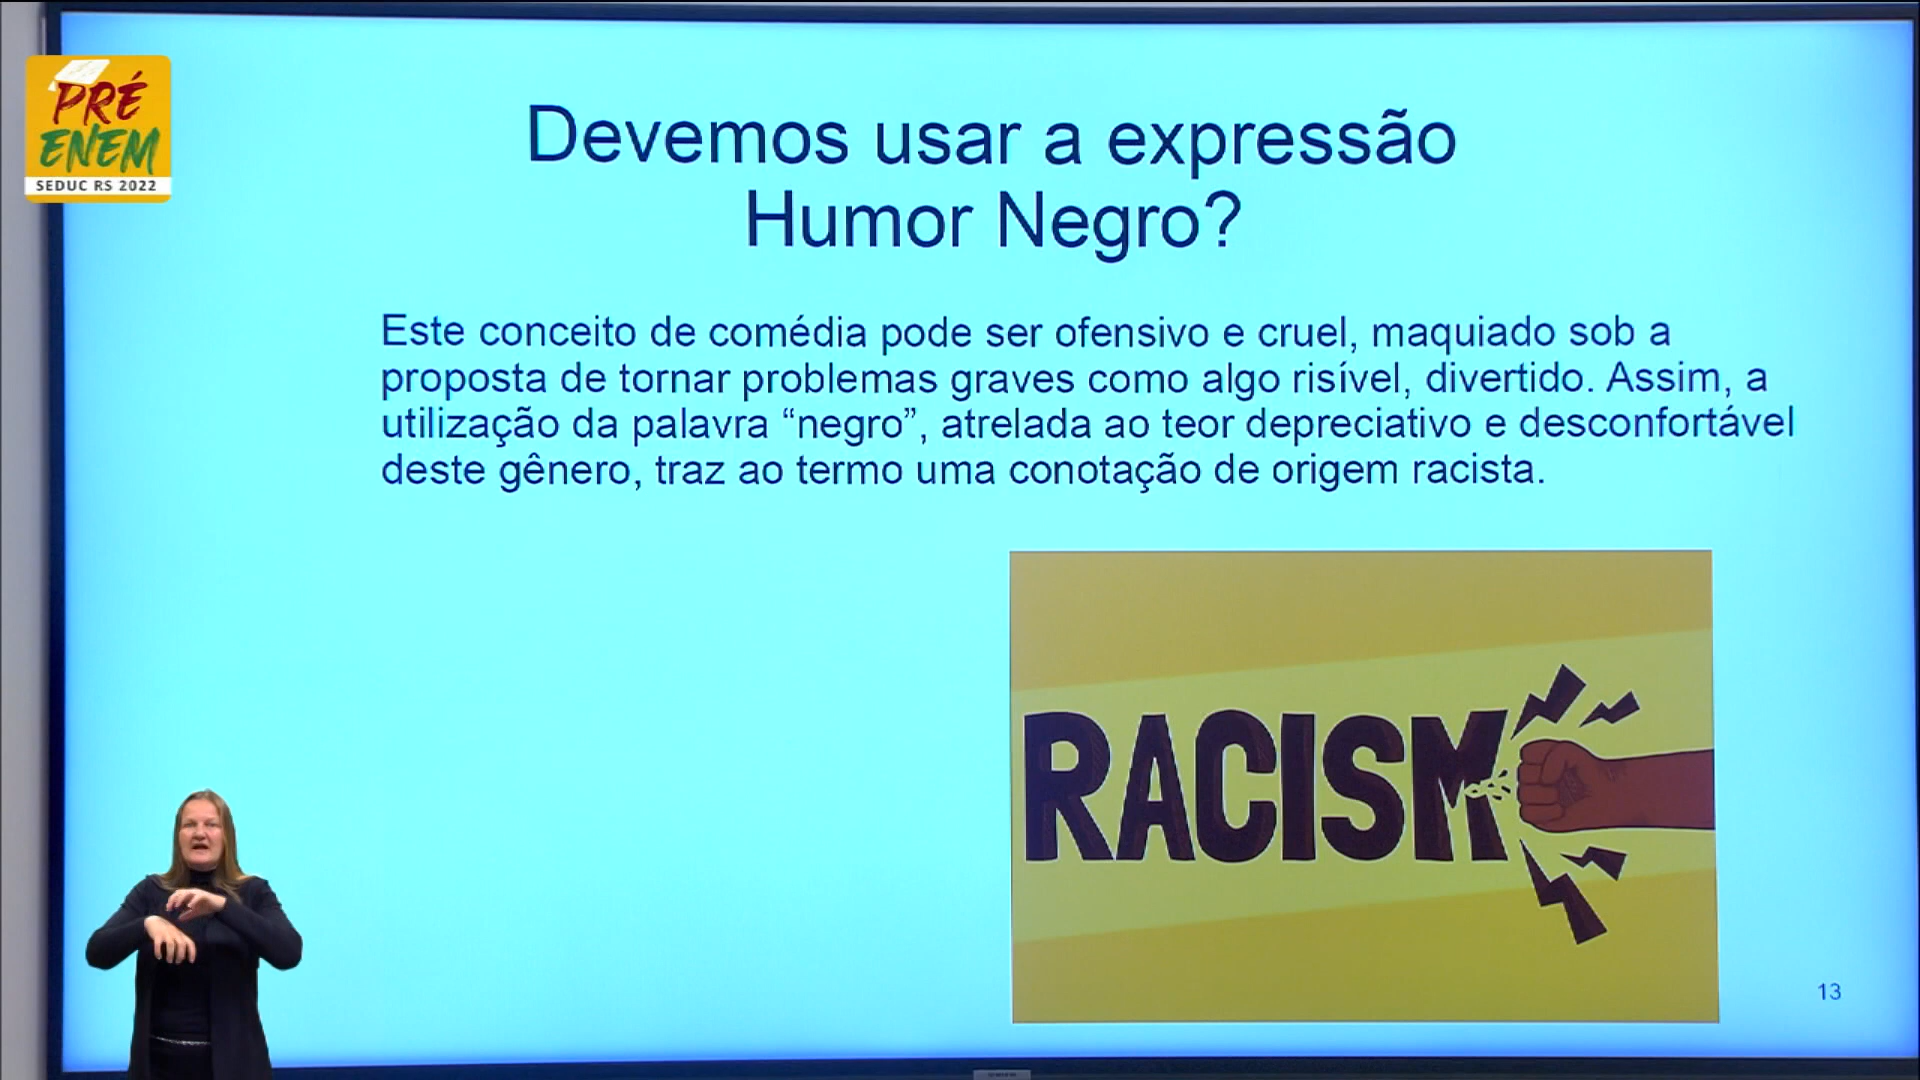 PRÉ
ENEM
SEDUC RS 2022
Devemos usar a expressão
Humor Negro?
Este conceito de comédia pode ser ofensivo e cruel, maquiado sob a
proposta de tornar problemas graves como algo risível, divertido. Assim, a
utilização da palavra “negro”, atrelada ao teor depreciativo e desconfortável
deste gênero, traz ao termo uma conotação de origem racista.
RACISM
13